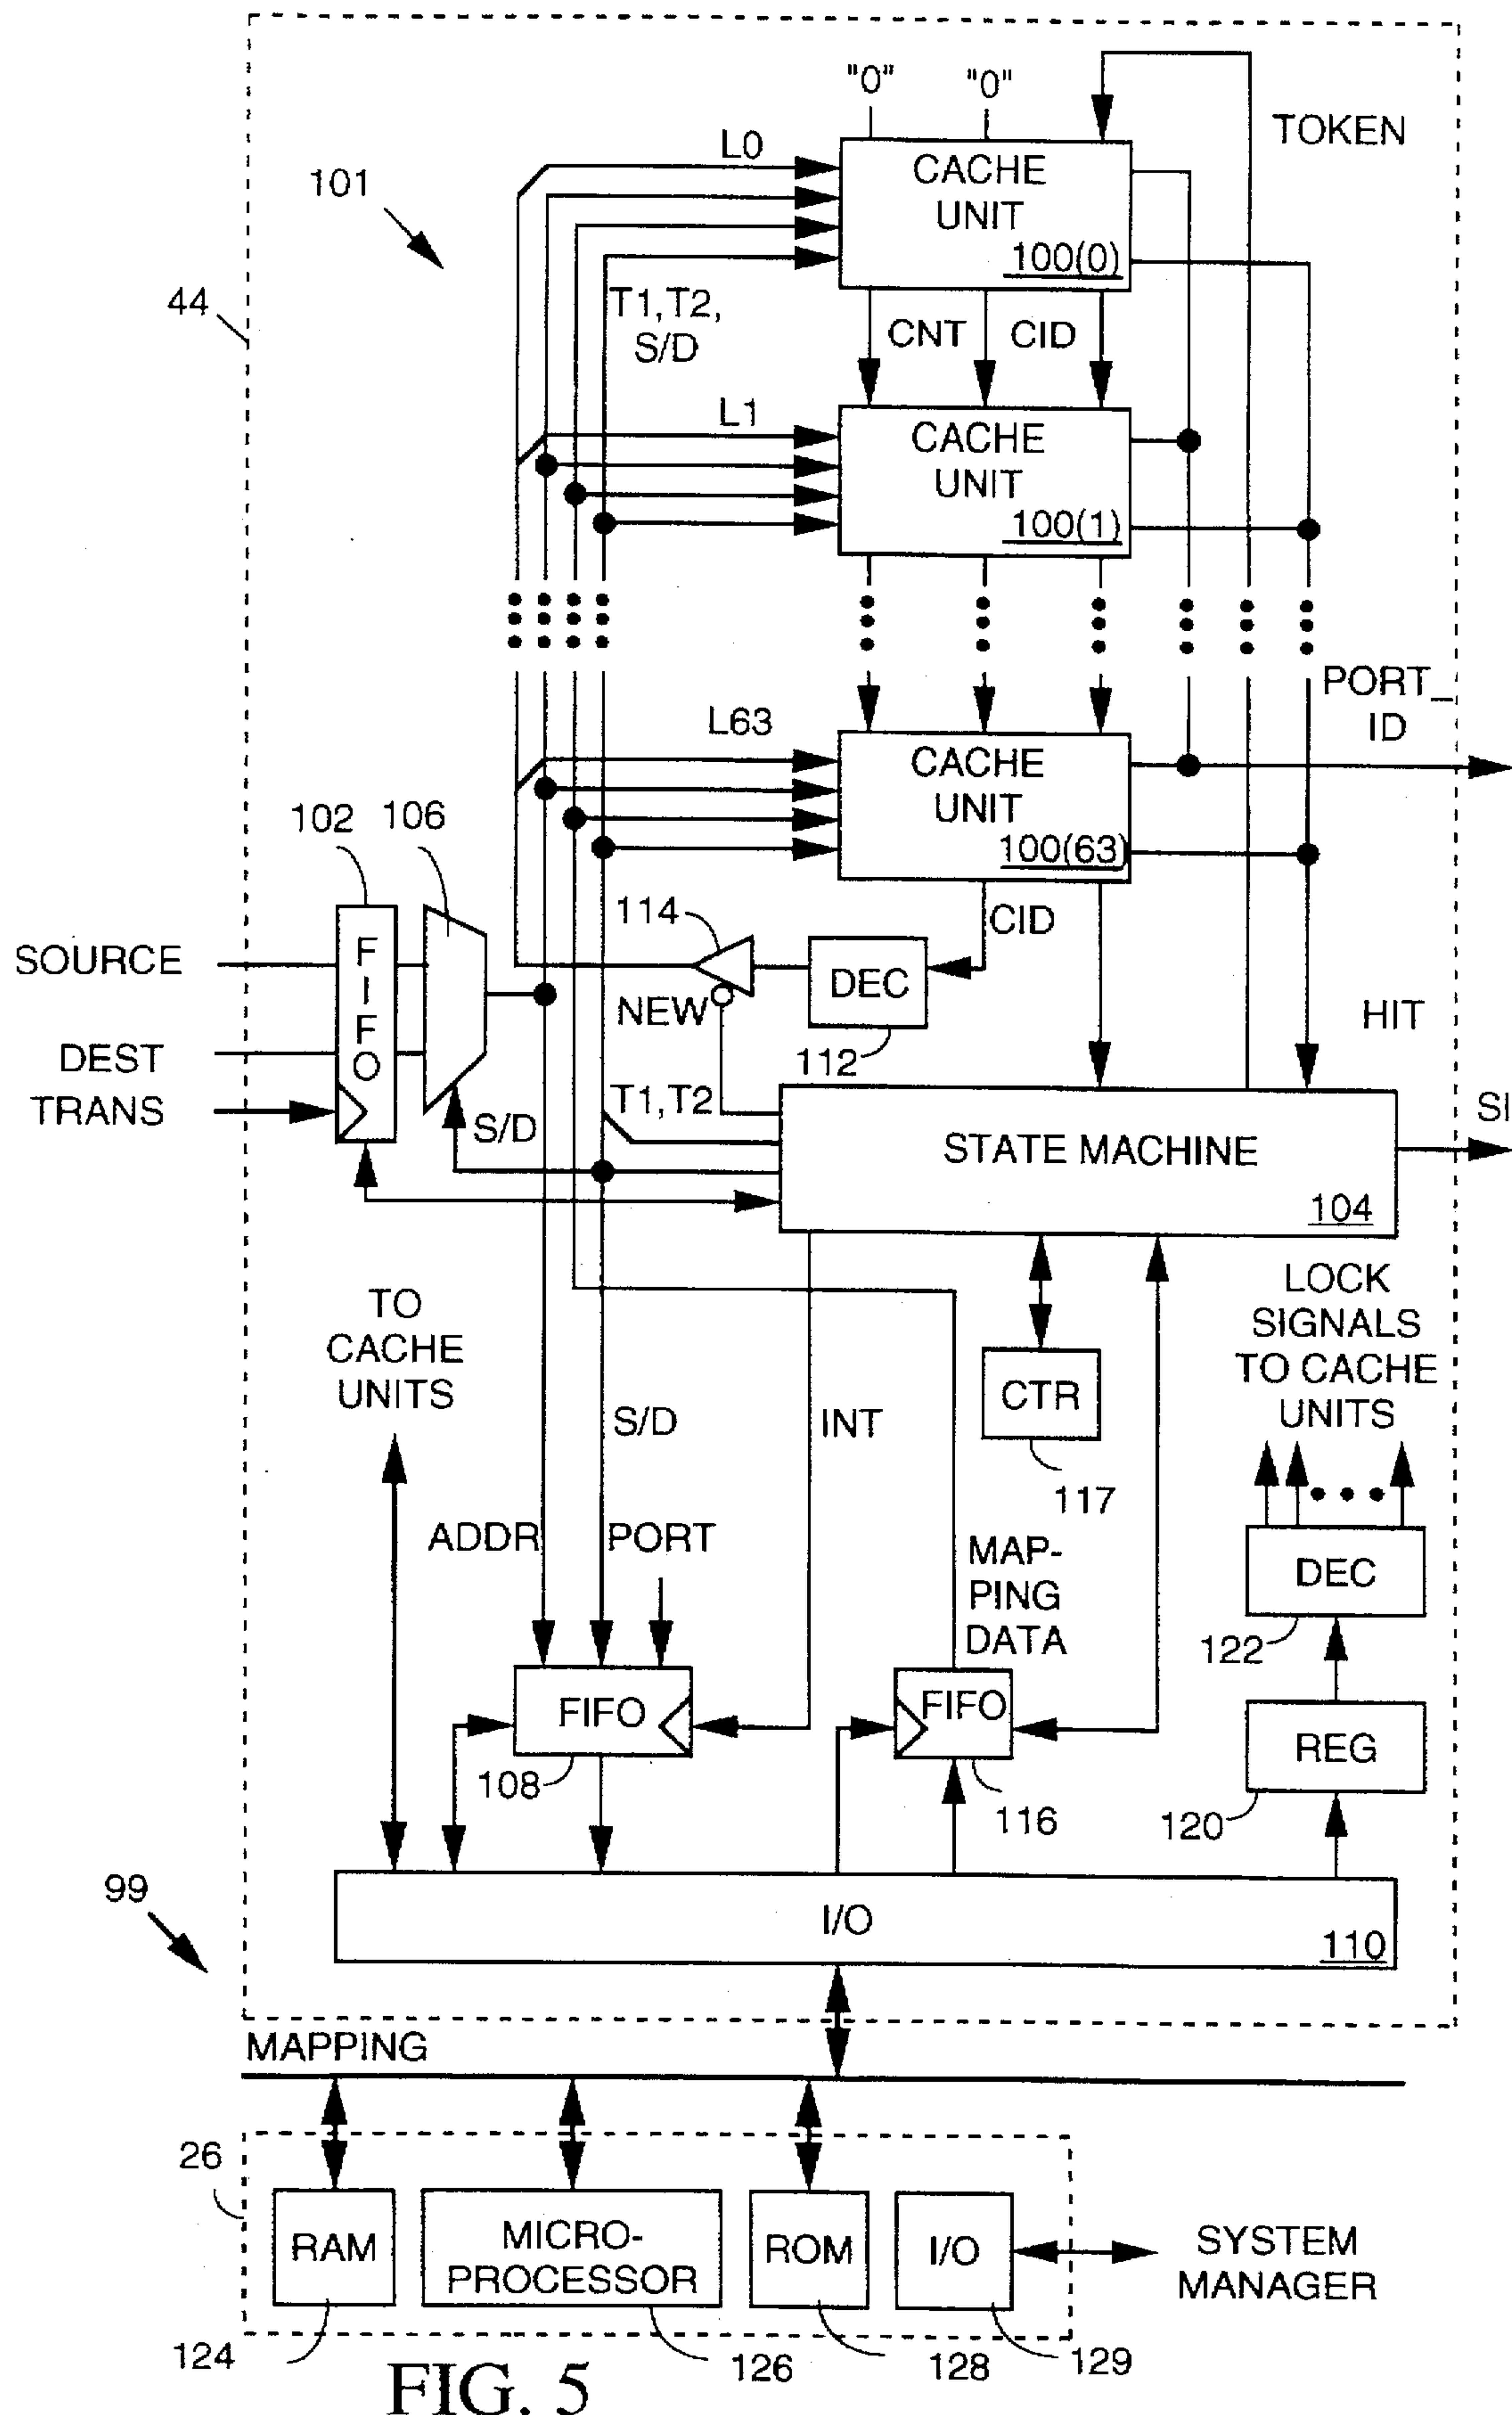 "0" "0"
TOKEN
L0
CACHE
UNIT
100(0)
101
T1,T2,
S/D
CNT CID
44
L1
CACHE
UNIT
100(1)
PORT_
ID
L63
CACHE
UNIT
100(63)
102 106
114
CID
SOURCE
FIFO
DEC
NEW
HIT
DEST
112
TRANS
S/D
T1,T2
SI
STATE MACHINE
104
TO
CACHE
UNITS
LOCK
SIGNALS
TO CACHE
UNITS
CTR
S/D
INT
117
ADDR
PORT
MAP-
PING
DATA
DEC
122
FIFO
FIFO
REG
108
116
120
99
I/O
110
MAPPING
26
RAM
MICRO-
PROCESSOR
ROM
I/O
SYSTEM
MANAGER
124
126
128
129
FIG. 5